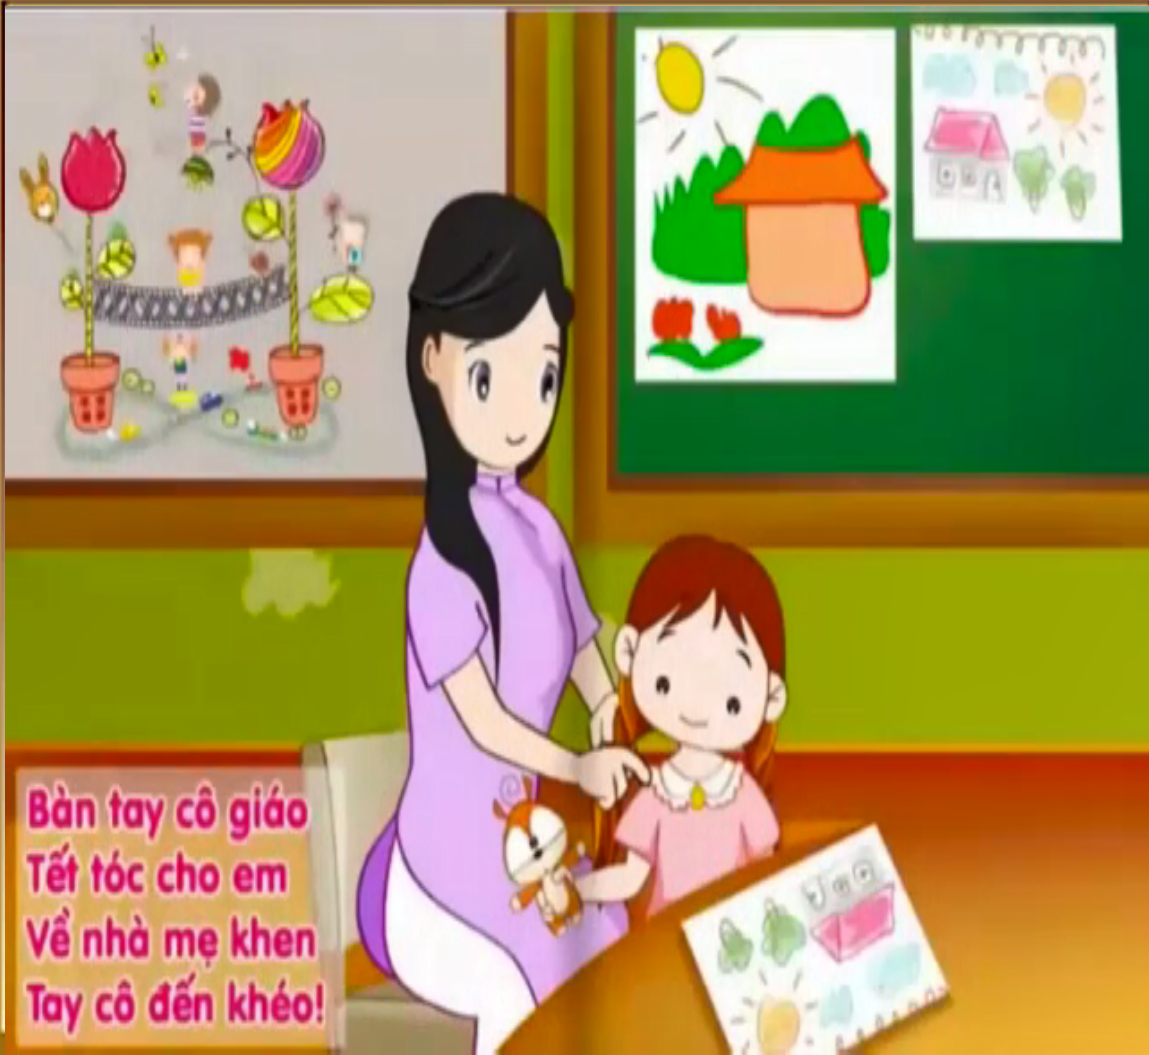 Bàn tay cô giáo
Tết tóc cho em
Về nhà mẹ khen
Tay cô đến khéo!